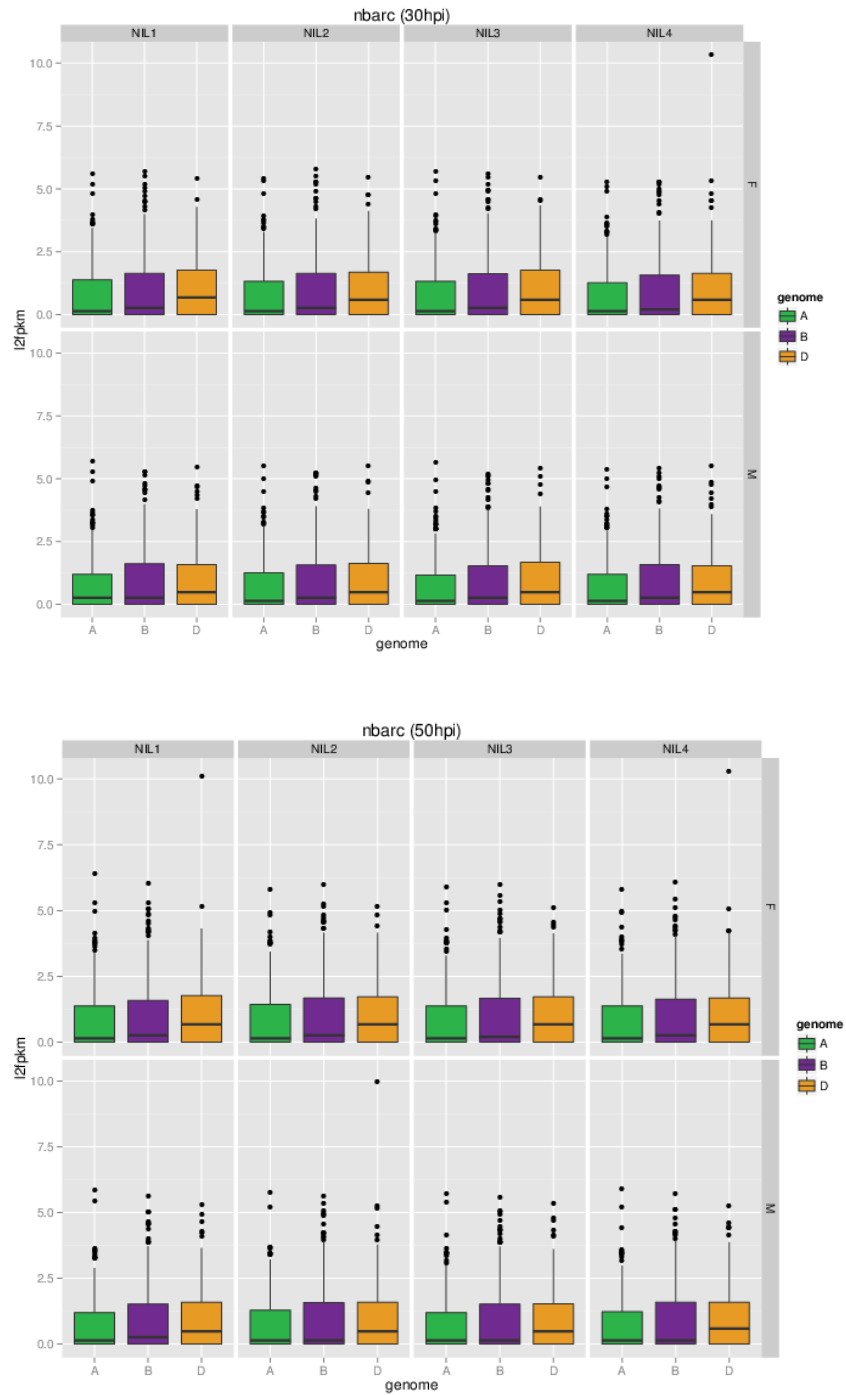 nbarc (30hpi)
NIL1 NIL2 NIL3 NIL4
10.0
7.5
5.0
2.5
0.0
F
10.0
7.5
5.0
2.5
0.0
M
l2fpkm
A B D A B D A B D A B D
genome
genome
A
B
D
nbarc (50hpi)
NIL1 NIL2 NIL3 NIL4
10.0
7.5
5.0
2.5
0.0
F
10.0
7.5
5.0
2.5
0.0
M
l2fpkm
A B D A B D A B D A B D
genome
genome
A
B
D